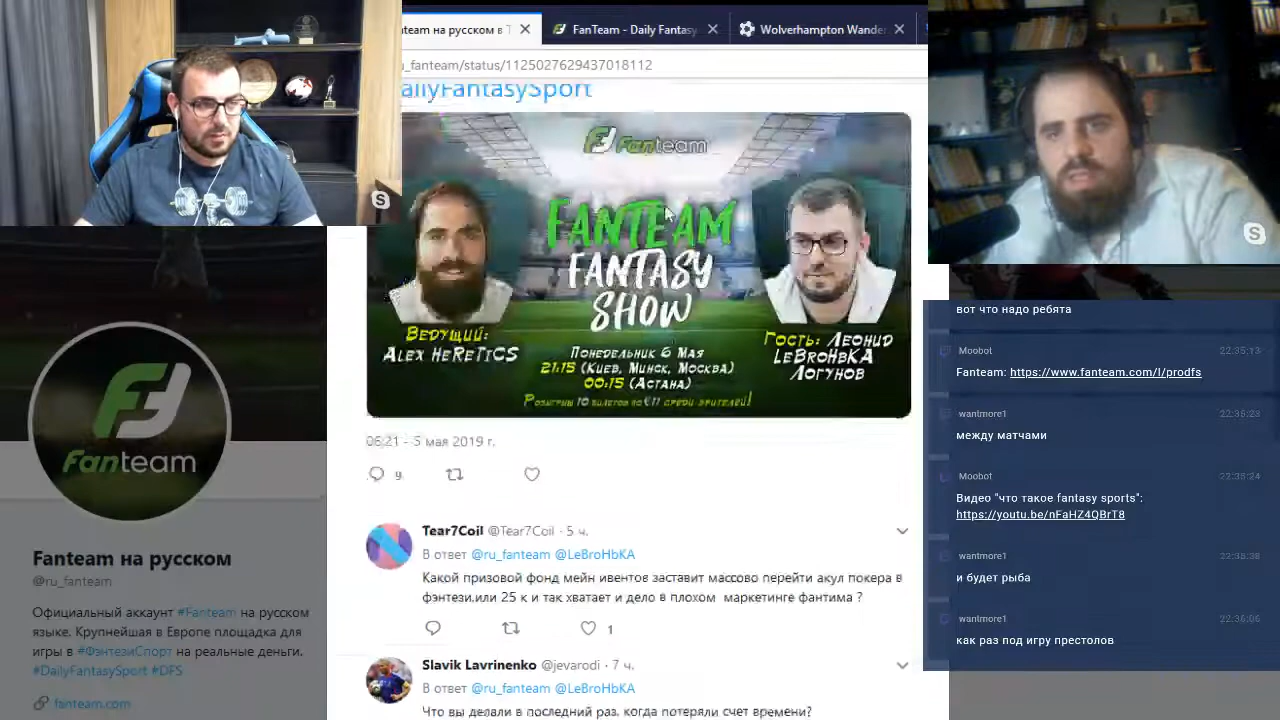 team на русском в T
FanTeam - Daily Fantasy
Wolverhampton Wande
_fanteam/status/1125027629437018112
ailyFantasySport
Fanteam
FANTEAM
FANTASY
SHOW
Ведущий:
Alex HeReTiCS
Гость: Леонид
LeBroHbKA
Логунов
Понедельник 6 Мая
21:15 (Киев, Минск, Москва)
00:15 (Астана)
Розыгрыш 10 билетов по €11 среди зрителей!
06:21 - 5 мая 2019 г.
9
Tear7Coil @Tear7Coil · 5 ч.
В ответ @ru_fanteam @LeBroHbKA
Какой призовой фонд мейн ивентов заставит массово перейти акул покера в
фэнтези.или 25 к и так хватает и дело в плохом маркетинге фантима ?
1
Slavik Lavrinenko @jevarodi · 7 ч.
В ответ @ru_fanteam @LeBroHbKA
Что вы делали в последний раз, когда потеряли счет времени?
Fanteam
Fanteam на русском
@ru_fanteam
Официальный аккаунт #Fanteam на русском
языке. Крупнейшая в Европе площадка для
игры в #ФэнтезиСпорт на реальные деньги.
#DailyFantasySport #DFS
fanteam.com
вот что надо ребята
Moobot 22:35:13
Fanteam: https://www.fanteam.com/l/prodfs
wantmore1 22:35:23
между матчами
Moobot 22:35:24
Видео "что такое fantasy sports":
https://youtu.be/nFaHZ4QBrT8
wantmore1 22:35:38
и будет рыба
wantmore1 22:36:06
как раз под игру престолов